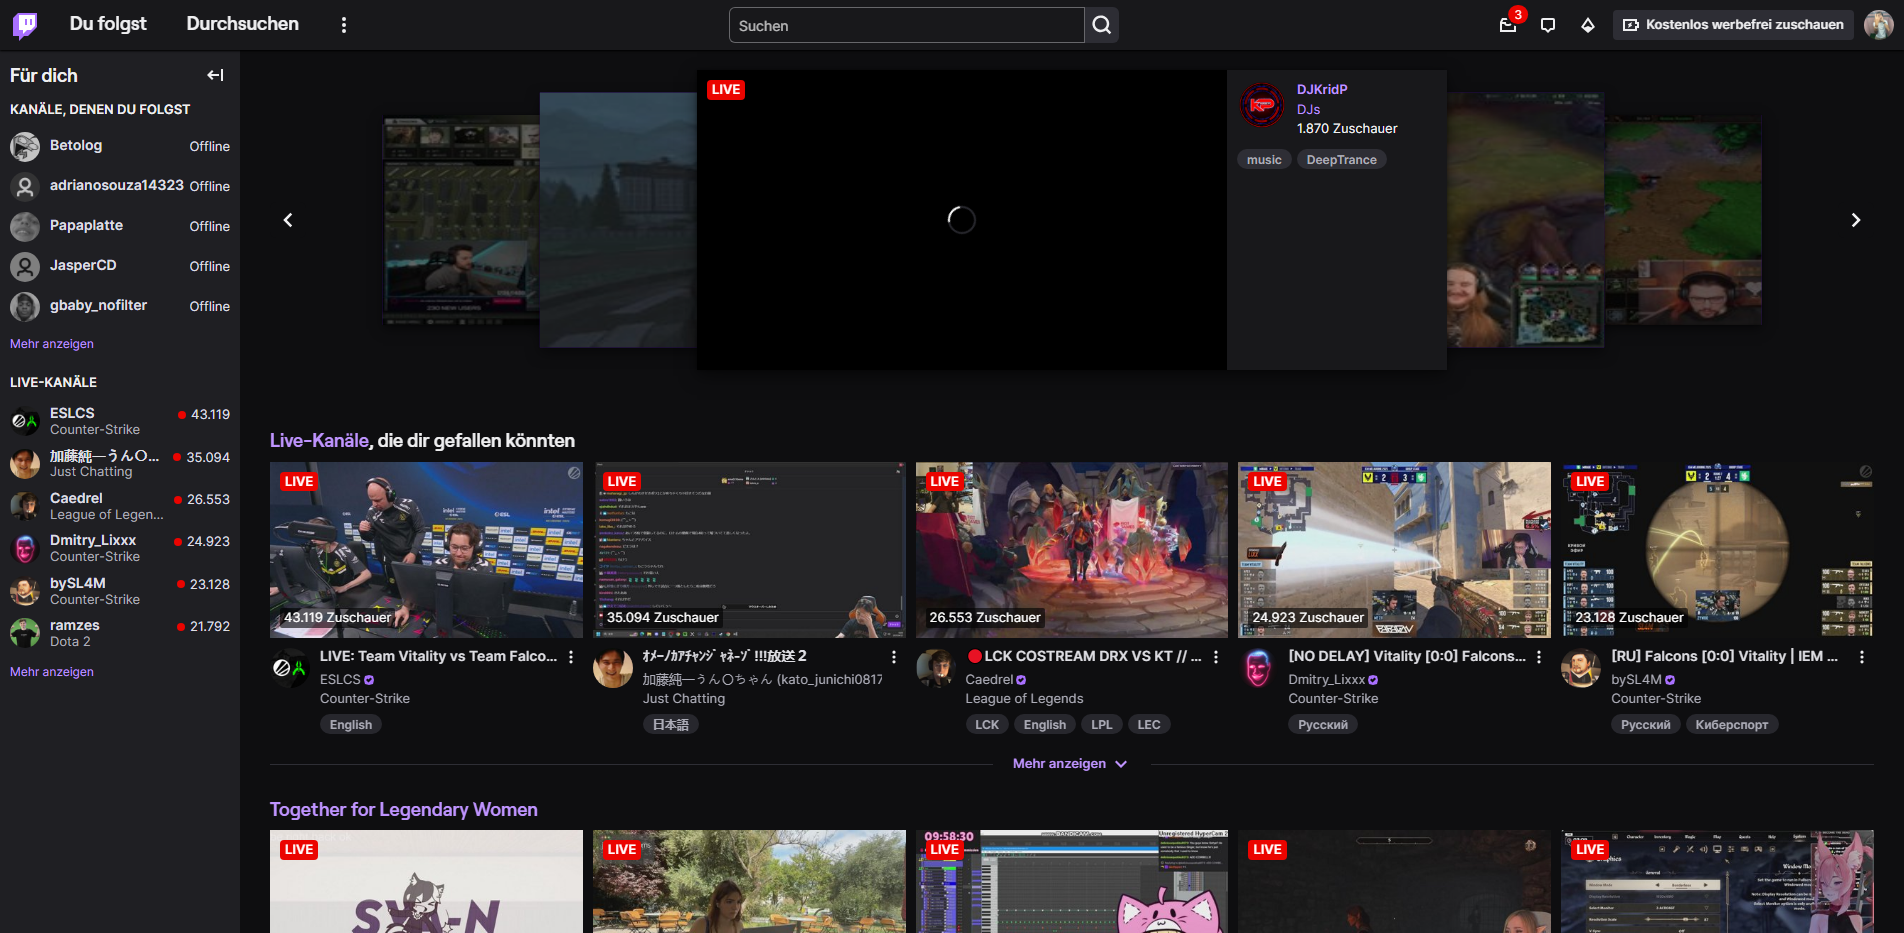 Du folgst
Durchsuchen
Suchen
3
Kostenlos werbefrei zuschauen
Für dich
KANÄLE, DENEN DU FOLGST
Betolog Offline
adrianosouza14323 Offline
Papaplatte Offline
JasperCD Offline
gbaby_nofilter Offline
Mehr anzeigen
LIVE-KANÄLE
ESLCS 43.119
Counter-Strike
加藤純一うん〇... 35.094
Just Chatting
Caedrel 26.553
League of Legen...
Dmitry_Lixxx 24.923
Counter-Strike
bySL4M 23.128
Counter-Strike
ramzes 21.792
Dota 2
Mehr anzeigen
LIVE
DJKridP
DJs
1.870 Zuschauer
music DeepTrance
Live-Kanäle, die dir gefallen könnten
LIVE
43.119 Zuschauer
LIVE: Team Vitality vs Team Falco...
ESLCS
Counter-Strike
English
LIVE
35.094 Zuschauer
ｵﾒｰﾉｶｱﾁｬﾝｼﾞｬﾈｰｿﾞ!!!放送２
加藤純一うん〇ちゃん (kato_junichi0817
Just Chatting
日本語
LIVE
26.553 Zuschauer
🔴LCK COSTREAM DRX VS KT // ...
Caedrel
League of Legends
LCK English LPL LEC
LIVE
24.923 Zuschauer
[NO DELAY] Vitality [0:0] Falcons...
Dmitry_Lixxx
Counter-Strike
Русский
LIVE
23.128 Zuschauer
[RU] Falcons [0:0] Vitality | IEM ...
bySL4M
Counter-Strike
Русский Киберспорт
Mehr anzeigen
Together for Legendary Women
LIVE
LIVE
09:58:30
LIVE
Unregistered HyperCam 2
LIVE
LIVE